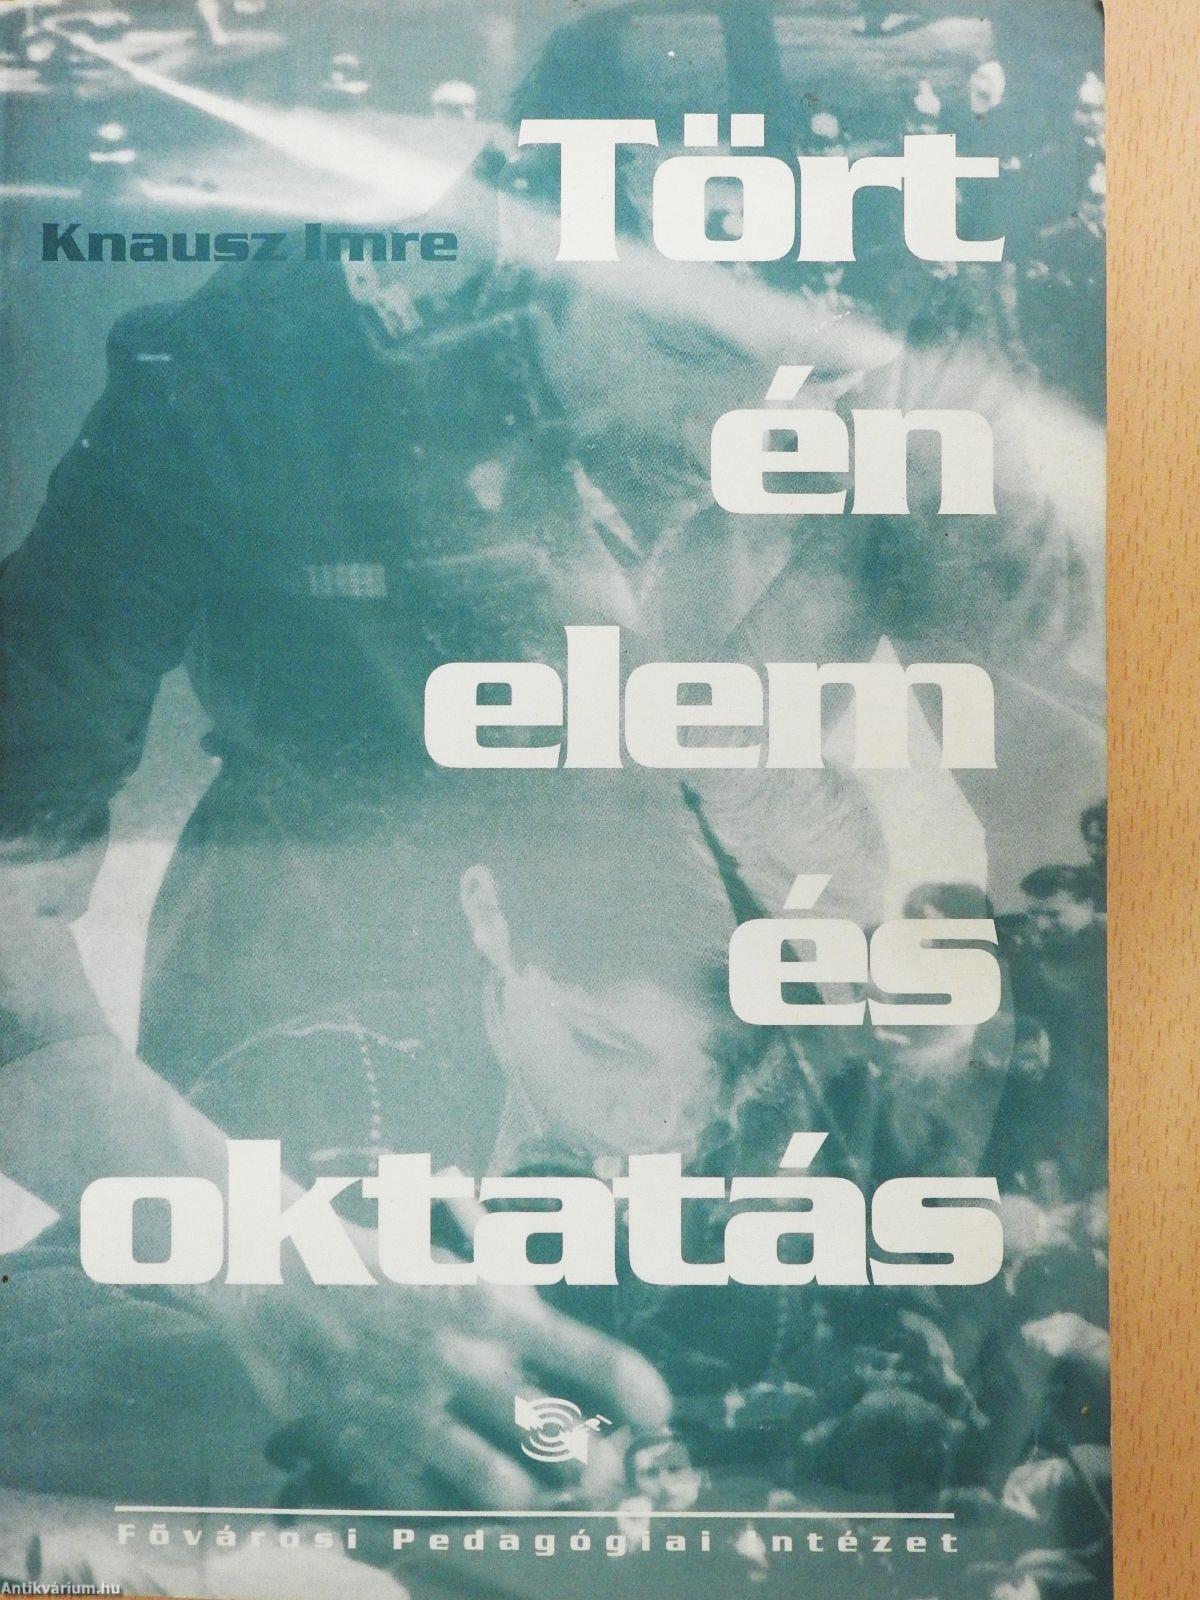 Knausz Imre
Tört
én
elem
és
oktatás
Fővárosi Pedagógiai Intézet
Antikvárium.hu